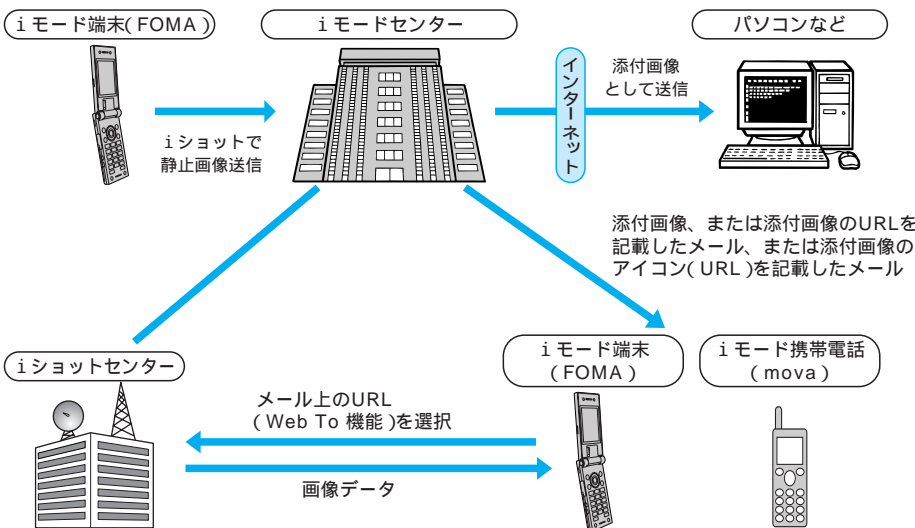 iモード端末(FOMA)
iモードセンター
パソコンなど
インターネット
添付画像
として送信
iショットで
静止画像送信
添付画像、または添付画像のURLを
記載したメール、または添付画像の
アイコン(URL)を記載したメール
iショットセンター
iモード端末
(FOMA)
iモード携帯電話
(mova)
メール上のURL
(Web To 機能)を選択
画像データ